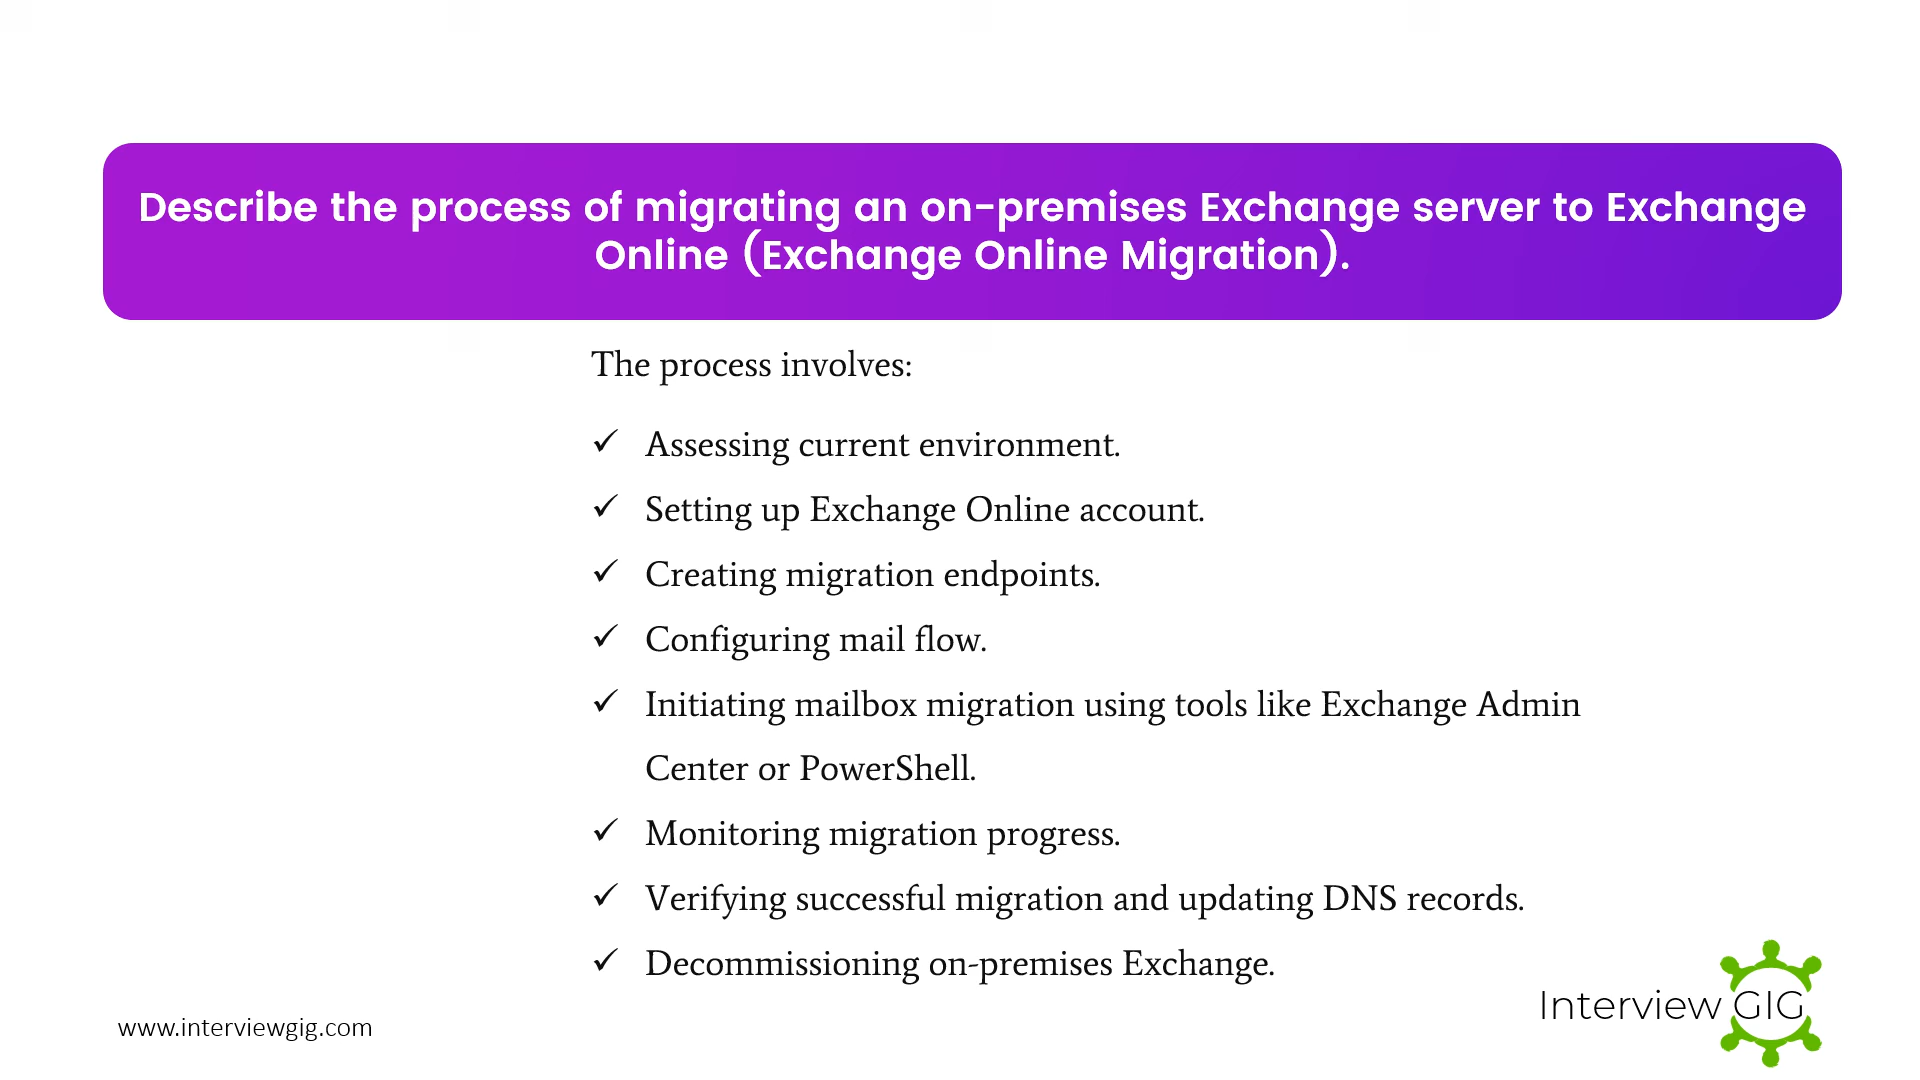 Describe the process of migrating an on-premises Exchange server to Exchange
Online (Exchange Online Migration).
The process involves:
✓ Assessing current environment.
✓ Setting up Exchange Online account.
✓ Creating migration endpoints.
✓ Configuring mail flow.
✓ Initiating mailbox migration using tools like Exchange Admin
Center or PowerShell.
✓ Monitoring migration progress.
✓ Verifying successful migration and updating DNS records.
✓ Decommissioning on-premises Exchange.
Interview GIG
www.interviewgig.com